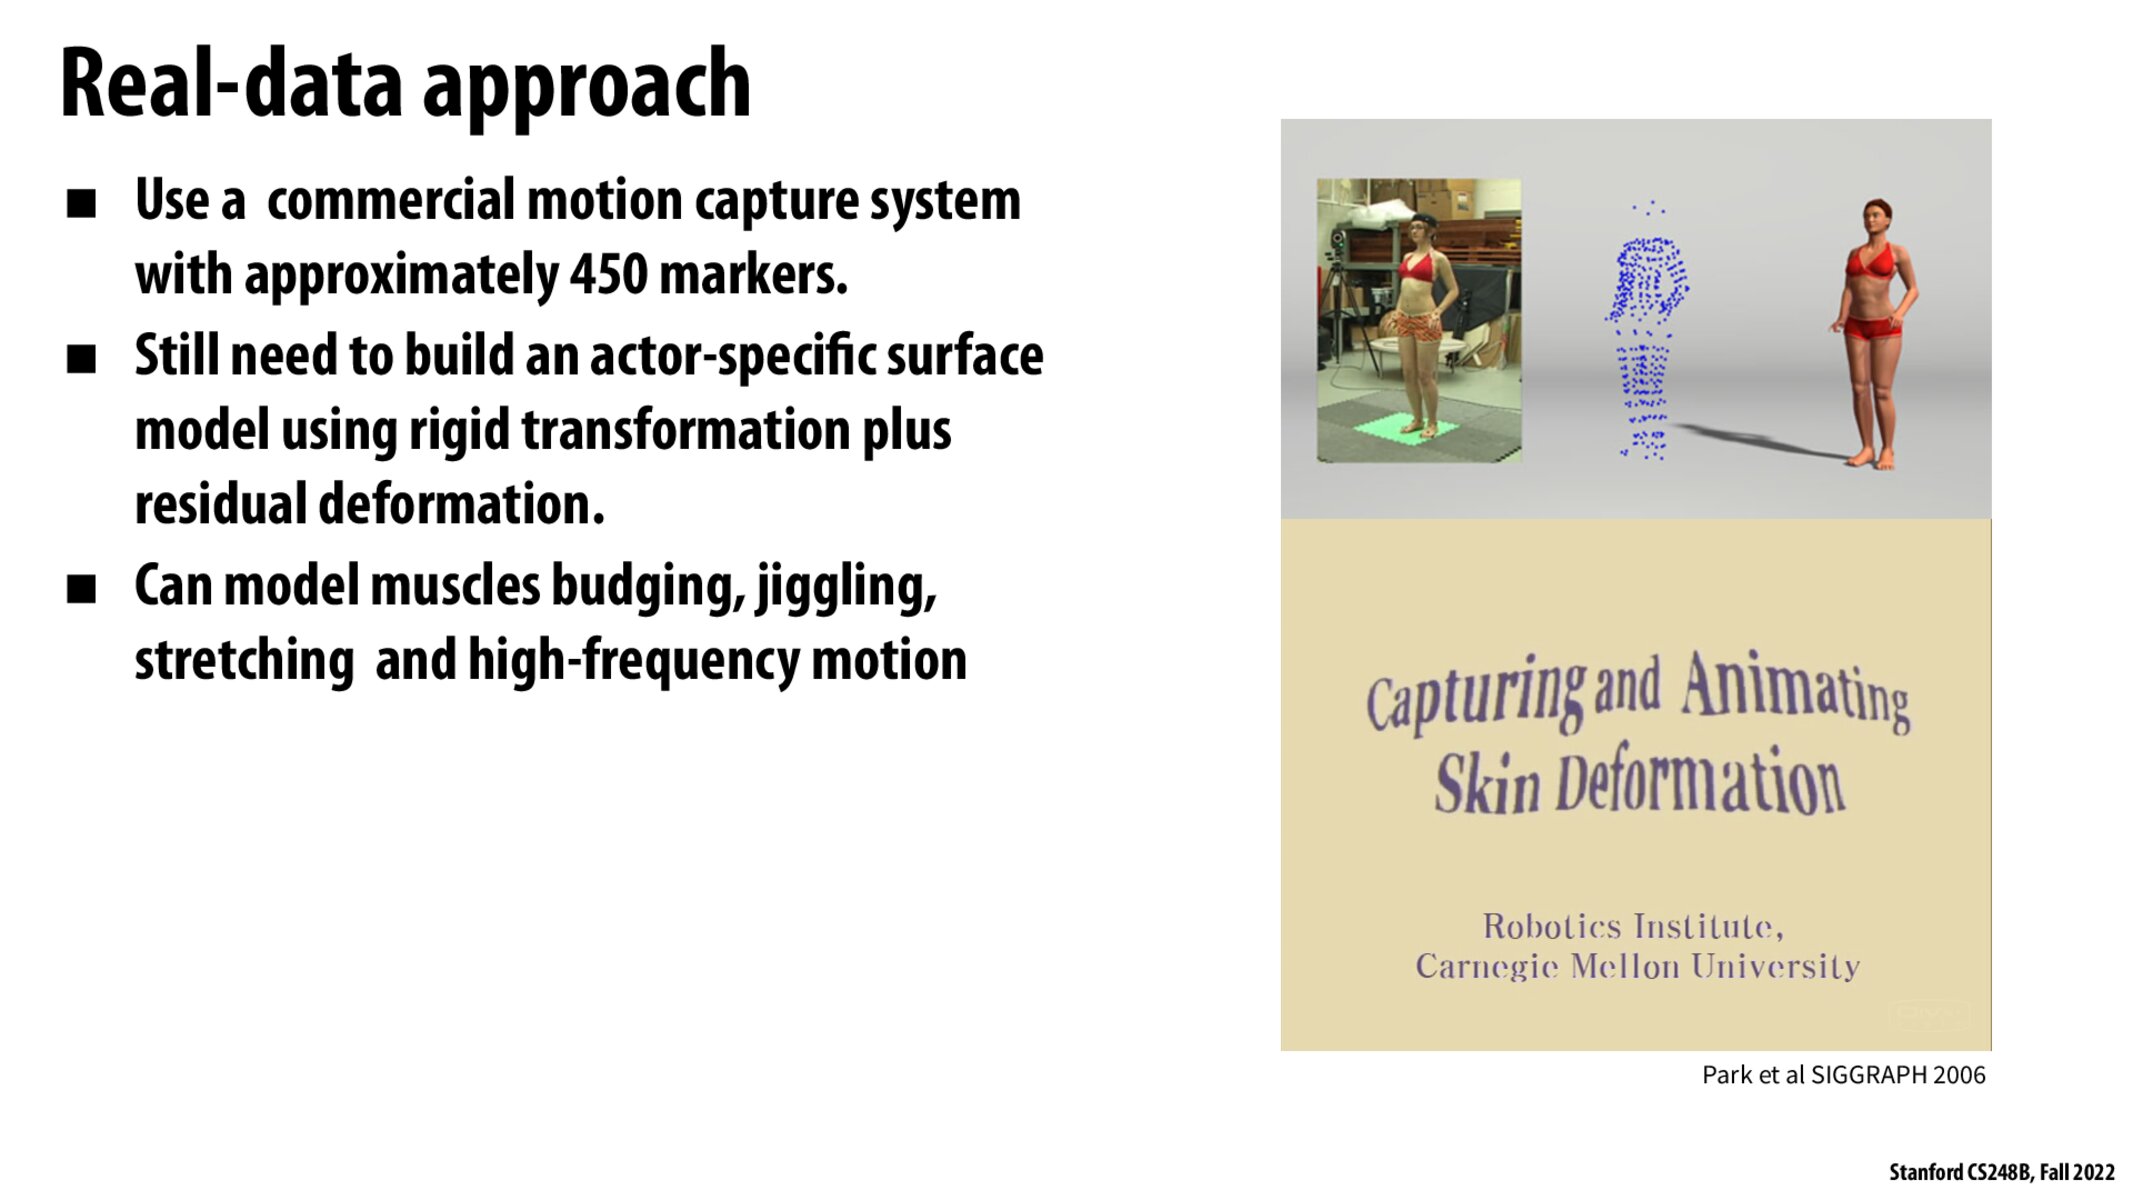 Real-data approach
Use a commercial motion capture system
with approximately 450 markers.
Still need to build an actor-specific surface
model using rigid transformation plus
residual deformation.
Can model muscles budging, jiggling,
stretching and high-frequency motion
Capturing and Animating
Skin Deformation
Robotics Institute,
Carnegie Mellon University
Park et al SIGGRAPH 2006
Stanford CS248B, Fall 2022